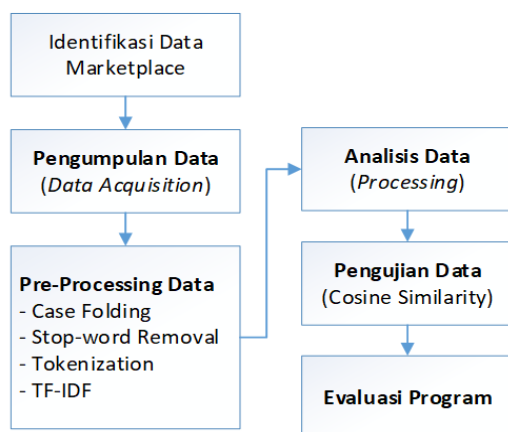 Identifikasi Data
Marketplace
Pengumpulan Data
(Data Acquisition)
Pre-Processing Data
- Case Folding
- Stop-word Removal
- Tokenization
- TF-IDF
Analisis Data
(Processing)
Pengujian Data
(Cosine Similarity)
Evaluasi Program